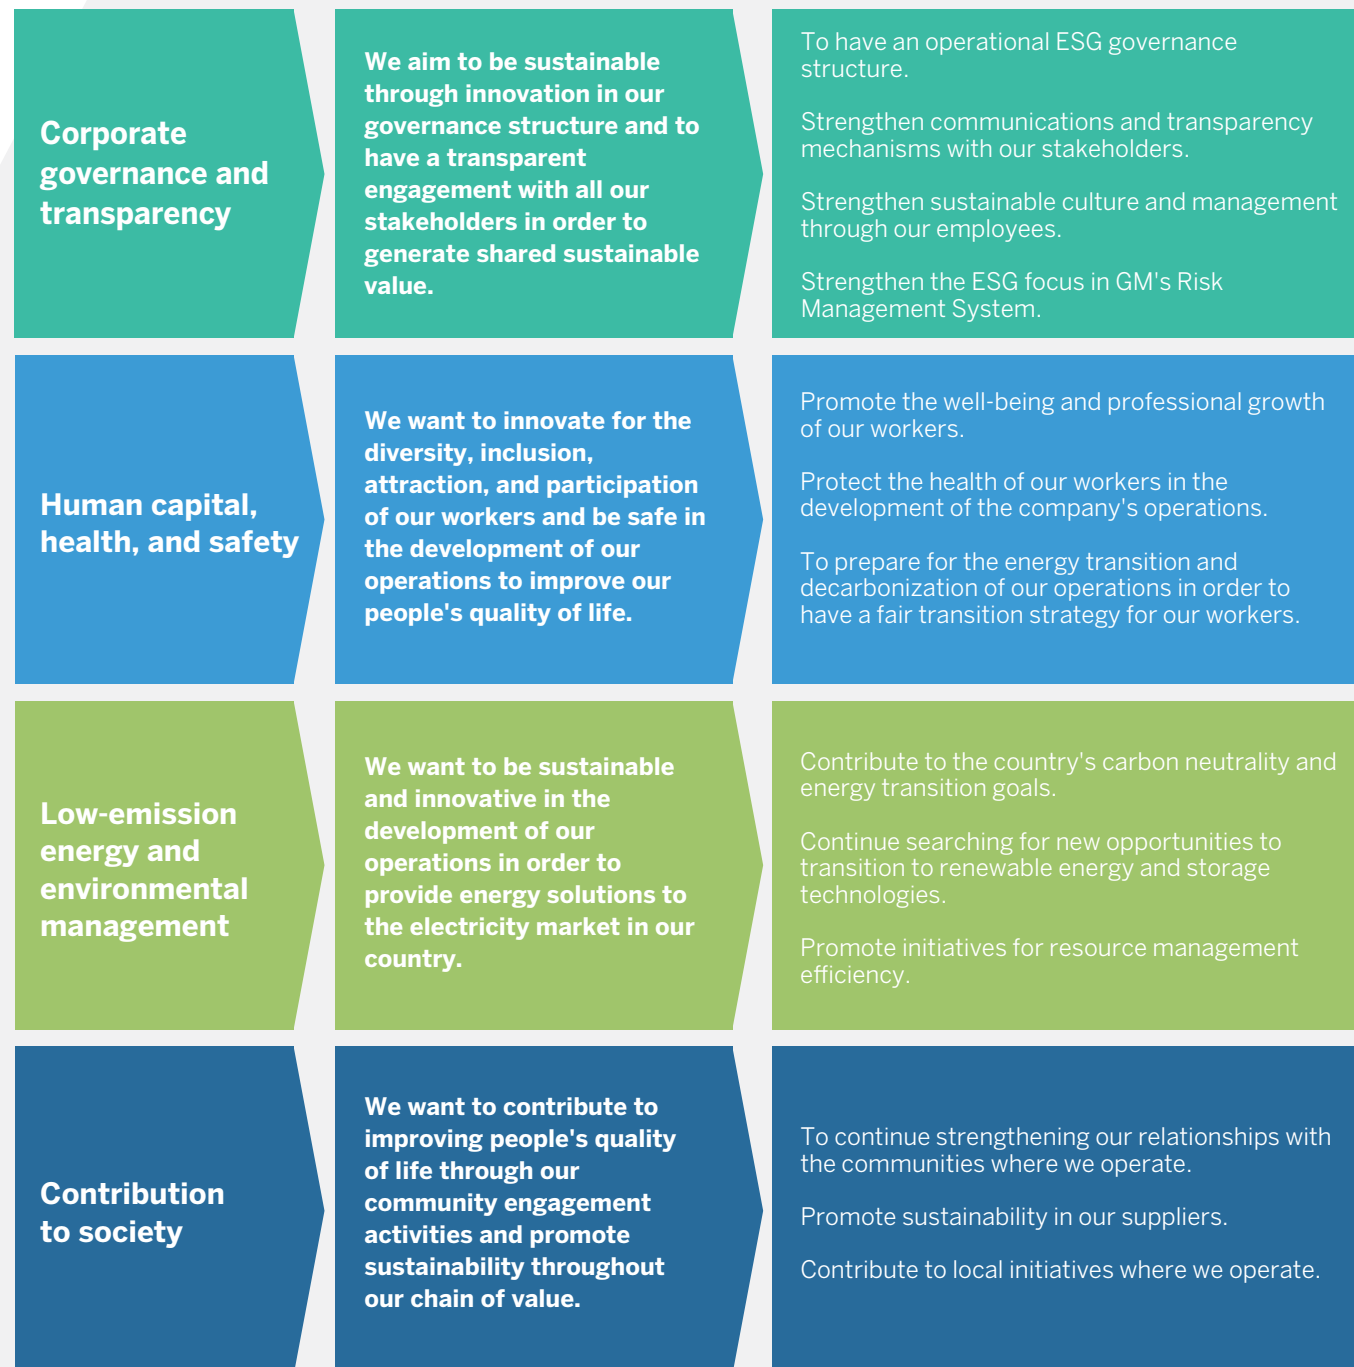 Corporate
governance and
transparency
We aim to be sustainable
through innovation in our
governance structure and to
have a transparent
engagement with all our
stakeholders in order to
generate shared sustainable
value.
To have an operational ESG governance
structure.
Strengthen communications and transparency
mechanisms with our stakeholders.
Strengthen sustainable culture and management
through our employees.
Strengthen the ESG focus in GM's Risk
Management System.
Human capital,
health, and safety
We want to innovate for the
diversity, inclusion,
attraction, and participation
of our workers and be safe in
the development of our
operations to improve our
people's quality of life.
Promote the well-being and professional growth
of our workers.
Protect the health of our workers in the
development of the company's operations.
To prepare for the energy transition and
decarbonization of our operations in order to
have a fair transition strategy for our workers.
Low-emission
energy and
environmental
management
We want to be sustainable
and innovative in the
development of our
operations in order to
provide energy solutions to
the electricity market in our
country.
Contribute to the country's carbon neutrality and
energy transition goals.
Continue searching for new opportunities to
transition to renewable energy and storage
technologies.
Promote initiatives for resource management
efficiency.
Contribution
to society
We want to contribute to
improving people's quality
of life through our
community engagement
activities and promote
sustainability throughout
our chain of value.
To continue strengthening our relationships with
the communities where we operate.
Promote sustainability in our suppliers.
Contribute to local initiatives where we operate.